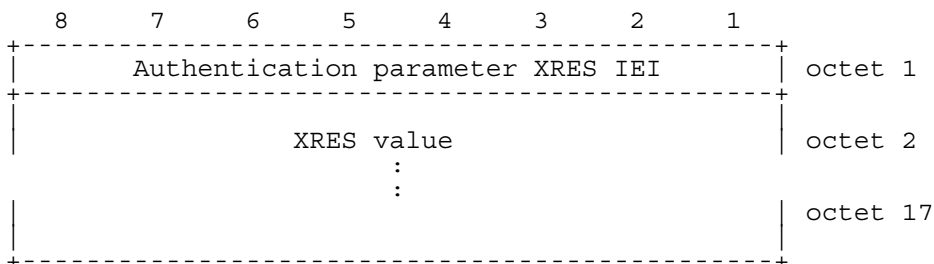 8 7 6 5 4 3 2 1
Authentication parameter XRES IEI octet 1
XRES value octet 2
:
:
octet 17